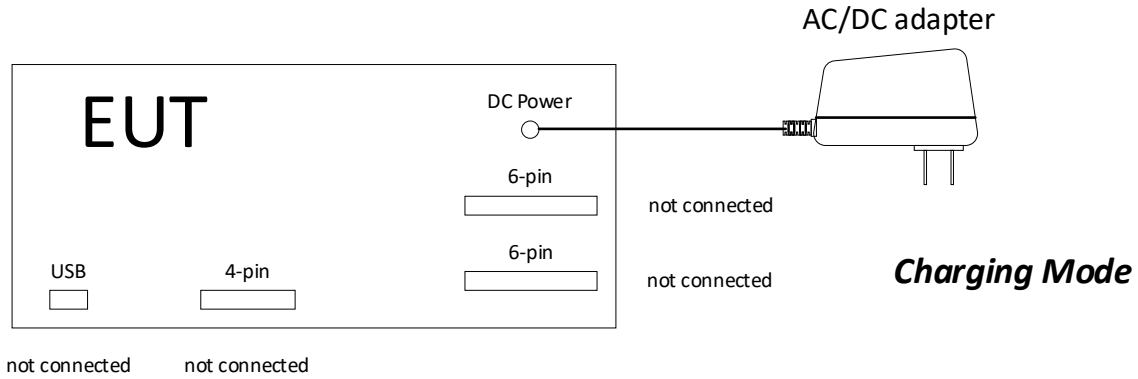 AC/DC adapter
EUT
DC Power
6-pin
not connected
6-pin
not connected
USB
4-pin
Charging Mode
not connected
not connected